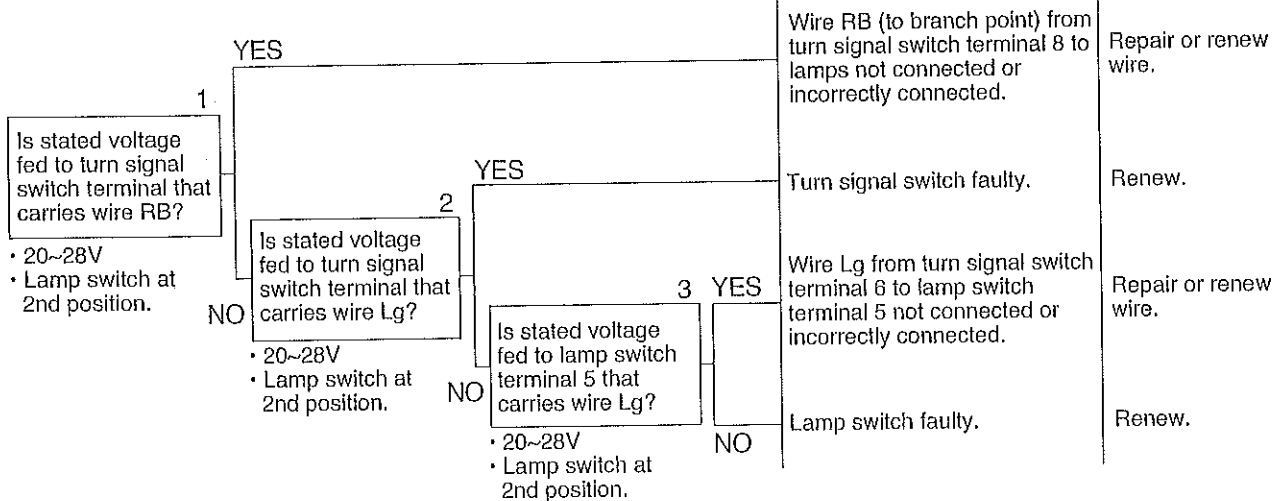 YES
Wire RB (to branch point) from
turn signal switch terminal 8 to
lamps not connected or
incorrectly connected.
Repair or renew
wire.
1
Is stated voltage
fed to turn signal
switch terminal that
carries wire RB?
• 20~28V
• Lamp switch at
2nd position.
YES
Turn signal switch faulty.
Renew.
NO
2
Is stated voltage
fed to turn signal
switch terminal that
carries wire Lg?
• 20~28V
• Lamp switch at
2nd position.
YES
Wire Lg from turn signal switch
terminal 6 to lamp switch
terminal 5 not connected or
incorrectly connected.
Repair or renew
wire.
NO
3
Is stated voltage
fed to lamp switch
terminal 5 that
carries wire Lg?
• 20~28V
• Lamp switch at
2nd position.
NO
Lamp switch faulty.
Renew.